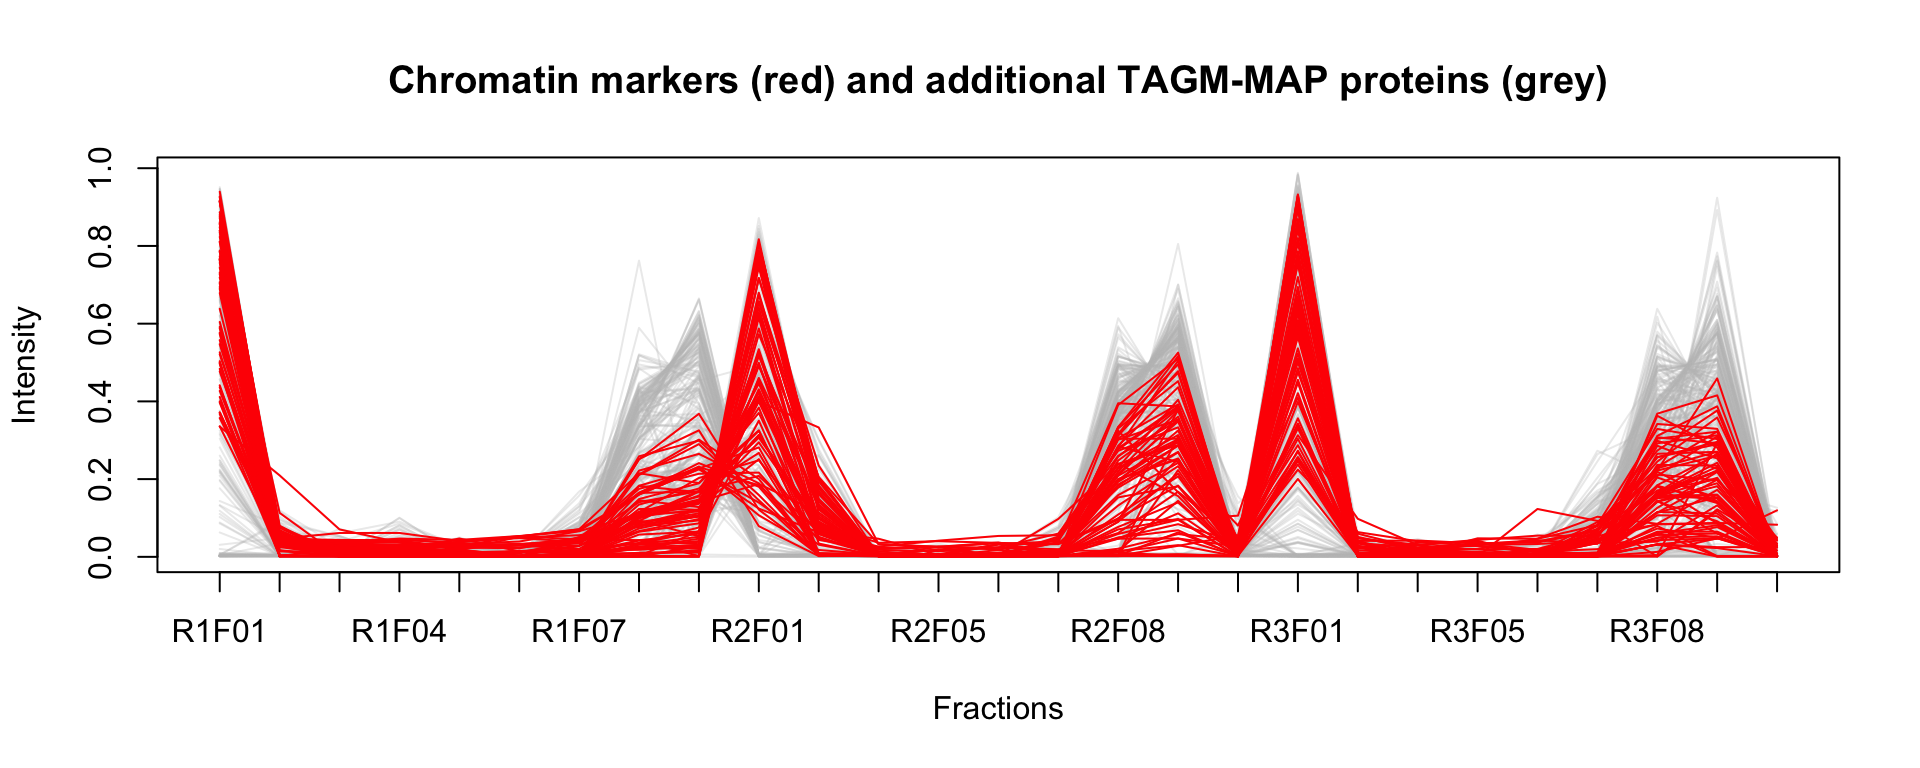 Chromatin markers (red) and additional TAGM-MAP proteins (grey)
Intensity
1.0
0.8
0.6
0.4
0.2
0.0
R1F01 R1F04 R1F07 R2F01 R2F05 R2F08 R3F01 R3F05 R3F08
Fractions